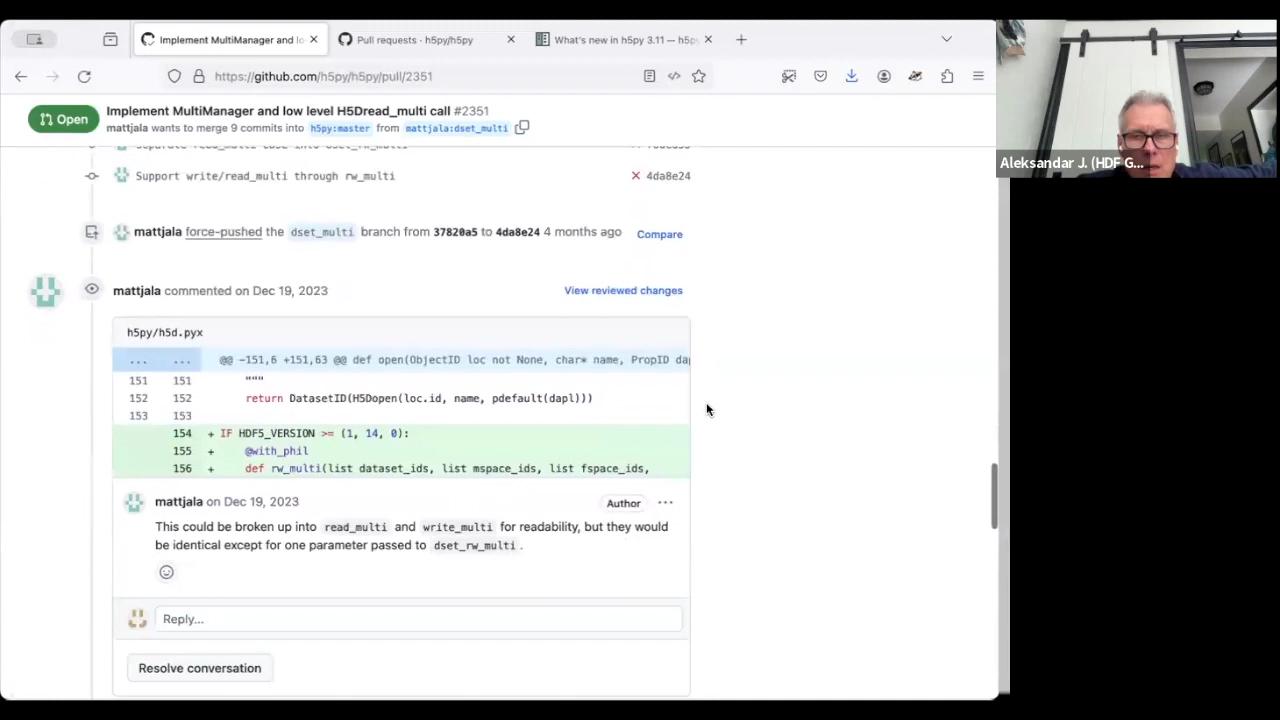 Implement MultiManager and lo
Pull requests · h5py/h5py
What's new in h5py 3.11 — h5p
https://github.com/h5py/h5py/pull/2351
Open
Implement MultiManager and low level H5Dread_multi call #2351
mattjala wants to merge 9 commits into h5py:master from mattjala:dset_multi
Separate read_multi case into dset_rw_multi
Support write/read_multi through rw_multi
4da8e24
mattjala force-pushed the dset_multi branch from 37820a5 to 4da8e24 4 months ago
Compare
mattjala commented on Dec 19, 2023
View reviewed changes
h5py/h5d.pyx
... ... @@ -151,6 +151,63 @@ def open(ObjectID loc not None, char* name, PropID dap
151 151 """
152 152 return DatasetID(H5Dopen(loc.id, name, pdefault(dapl)))
153 153
154 + IF HDF5_VERSION >= (1, 14, 0):
155 + @with_phil
156 + def rw_multi(list dataset_ids, list mspace_ids, list fspace_ids,
mattjala on Dec 19, 2023
Author
This could be broken up into read_multi and write_multi for readability, but they would
be identical except for one parameter passed to dset_rw_multi .
Reply...
Resolve conversation
Aleksandar J. (HDF G...